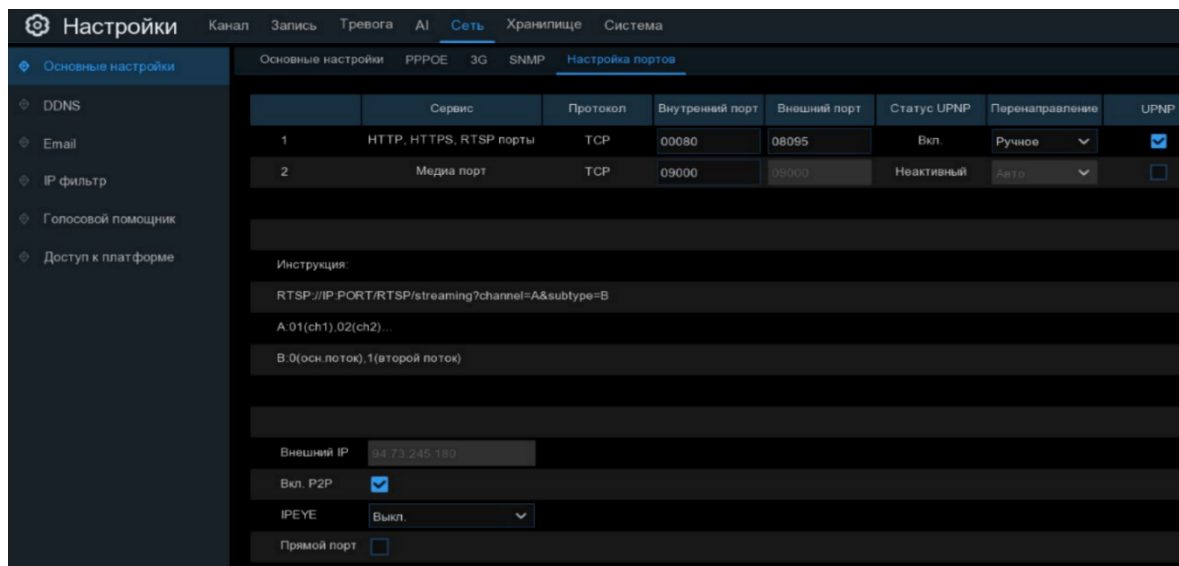 Настройки Канал Запись Тревога AI Сеть Хранилище Система
Основные настройки
DDNS
Email
IP фильтр
Голосовой помощник
Доступ к платформе
Основные настройки PPPOE 3G SNMP Настройка портов
Сервис Протокол Внутренний порт Внешний порт Статус UPNP Перенаправление UPNP
1 HTTP, HTTPS, RTSP порты TCP 00080 08095 Вкл. Ручное
2 Медиа порт TCP 09000 09000 Неактивный Авто
Инструкция:
RTSP://IP:PORT/RTSP/streaming?channel=A&subtype=B
A:01(ch1),02(ch2)...
B:0(осн.поток),1(второй поток)
Внешний IP 94.73.245.180
Вкл. P2P
IPEYE Выкл.
Прямой порт